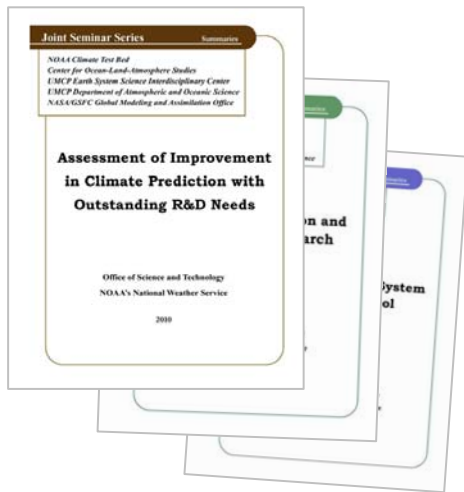 Joint Seminar Series Summaries
NOAA Climate Test Bed
Center for Ocean-Land-Atmosphere Studies
UMCP Earth System Science Interdisciplinary Center
UMCP Department of Atmospheric and Oceanic Science
NASA/GSFC Global Modeling and Assimilation Office
Assessment of Improvement
in Climate Prediction with
Outstanding R&D Needs
Office of Science and Technology
NOAA's National Weather Service
2010
on and
arch
System
ol